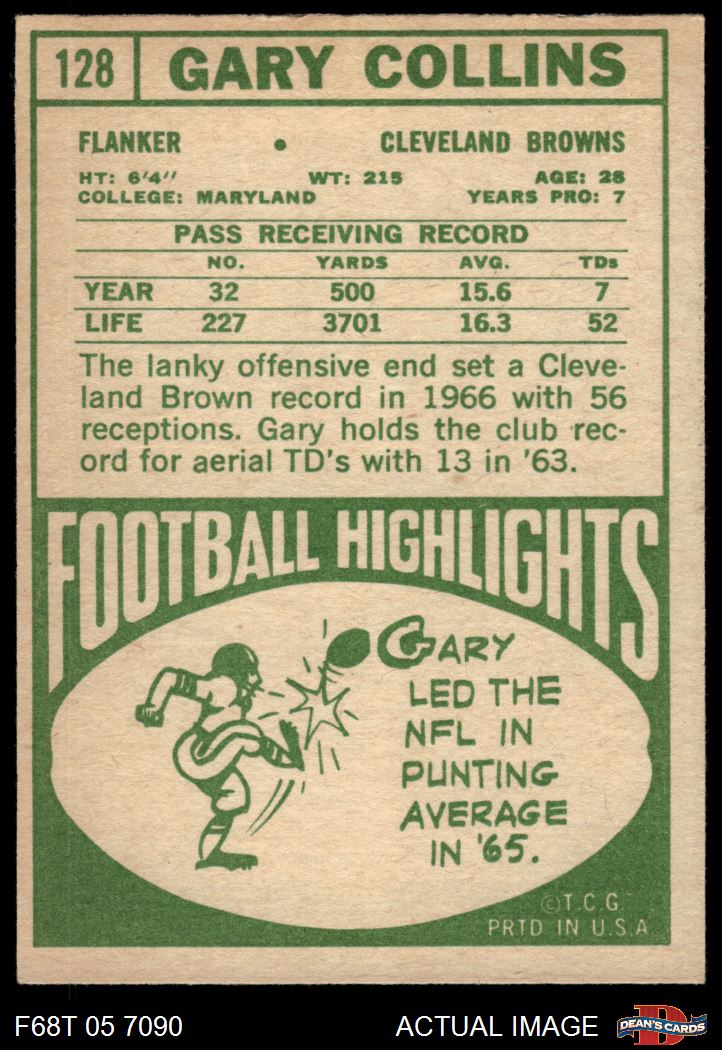 128 GARY COLLINS
FLANKER • CLEVELAND BROWNS
HT: 6'4" WT: 215 AGE: 28
COLLEGE: MARYLAND YEARS PRO: 7
PASS RECEIVING RECORD
NO. YARDS AVG. TDs
YEAR 32 500 15.6 7
LIFE 227 3701 16.3 52
The lanky offensive end set a Cleve-
land Brown record in 1966 with 56
receptions. Gary holds the club rec-
ord for aerial TD's with 13 in '63.
FOOTBALL HIGHLIGHTS
GARY
LED THE
NFL IN
PUNTING
AVERAGE
IN '65.
©T.C.G.
PRTD IN U.S.A
F68T 05 7090 ACTUAL IMAGE D DEAN'S CARDS